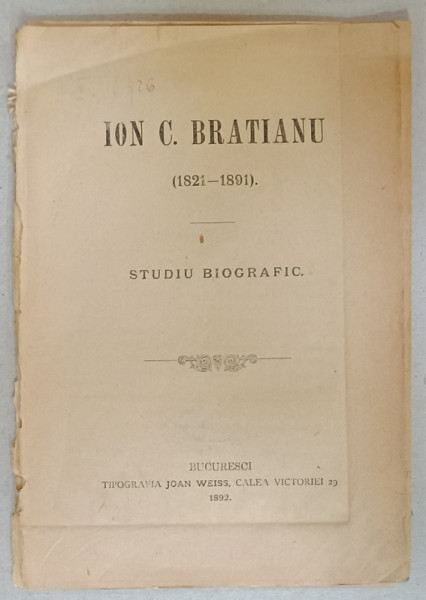 ION C. BRATIANU
(1821—1891).
STUDIU BIOGRAFIC.
BUCURESCI
TIPOGRAFIA JOAN WEISS, CALEA VICTORIEI 29
1892.